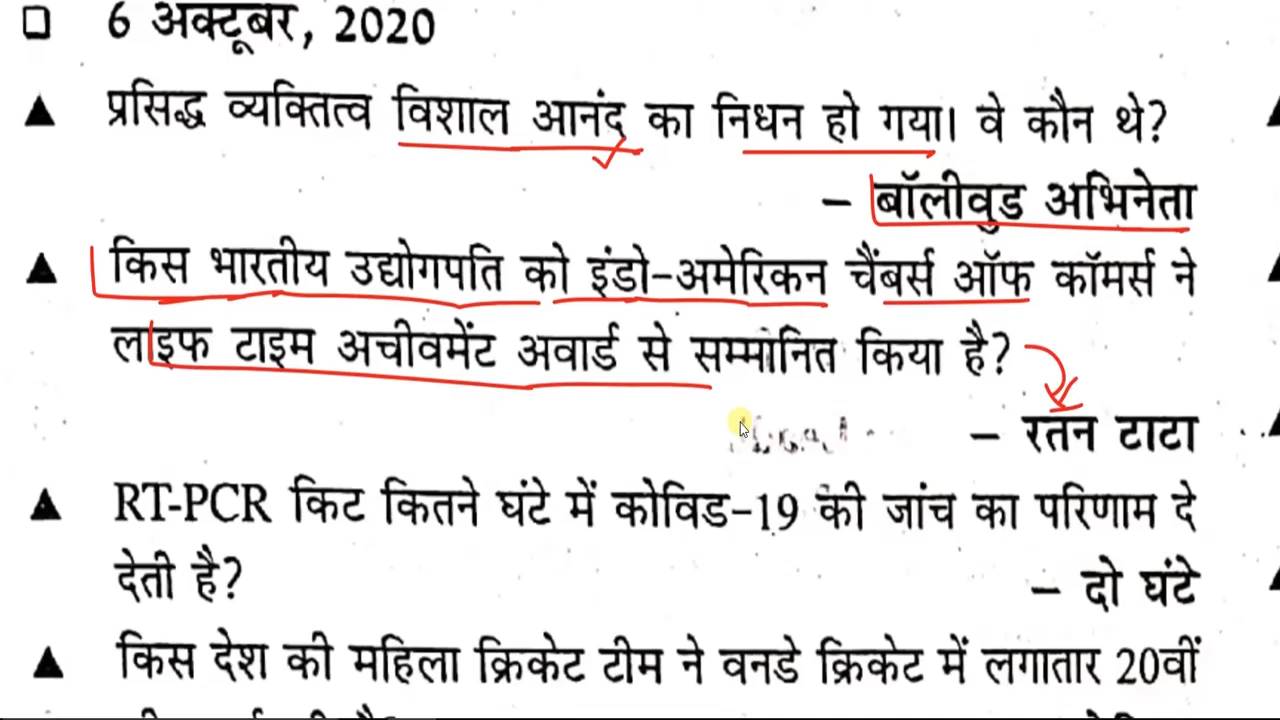 6 अक्टूबर, 2020
▲ प्रसिद्ध व्यक्तित्व विशाल आनंद का निधन हो गया। वे कौन थे?
– बॉलीवुड अभिनेता
▲ किस भारतीय उद्योगपति को इंडो-अमेरिकन चैंबर्स ऑफ कॉमर्स ने
लाइफ टाइम अचीवमेंट अवार्ड से सम्मानित किया है?
– रतन टाटा
▲ RT-PCR किट कितने घंटे में कोविड-19 की जांच का परिणाम दे
देती है?
– दो घंटे
▲ किस देश की महिला क्रिकेट टीम ने वनडे क्रिकेट में लगातार 20वीं